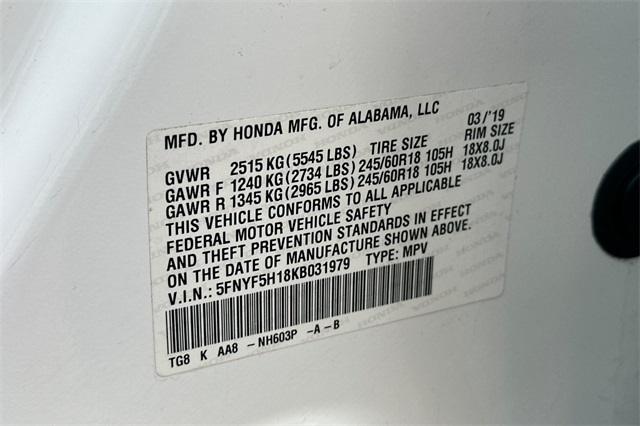 MFD. BY HONDA MFG. OF ALABAMA, LLC 03/'19
GVWR 2515 KG(5545 LBS) TIRE SIZE RIM SIZE
GAWR F 1240 KG(2734 LBS)245/60R18 105H 18X8.0J
GAWR R 1345 KG(2965 LBS)245/60R18 105H 18X8.0J
THIS VEHICLE CONFORMS TO ALL APPLICABLE
FEDERAL MOTOR VEHICLE SAFETY
AND THEFT PREVENTION STANDARDS IN EFFECT
ON THE DATE OF MANUFACTURE SHOWN ABOVE.
V.I.N.: 5FNYF5H18KB031979 TYPE: MPV
TG8 K AA8 - NH603P -A-B